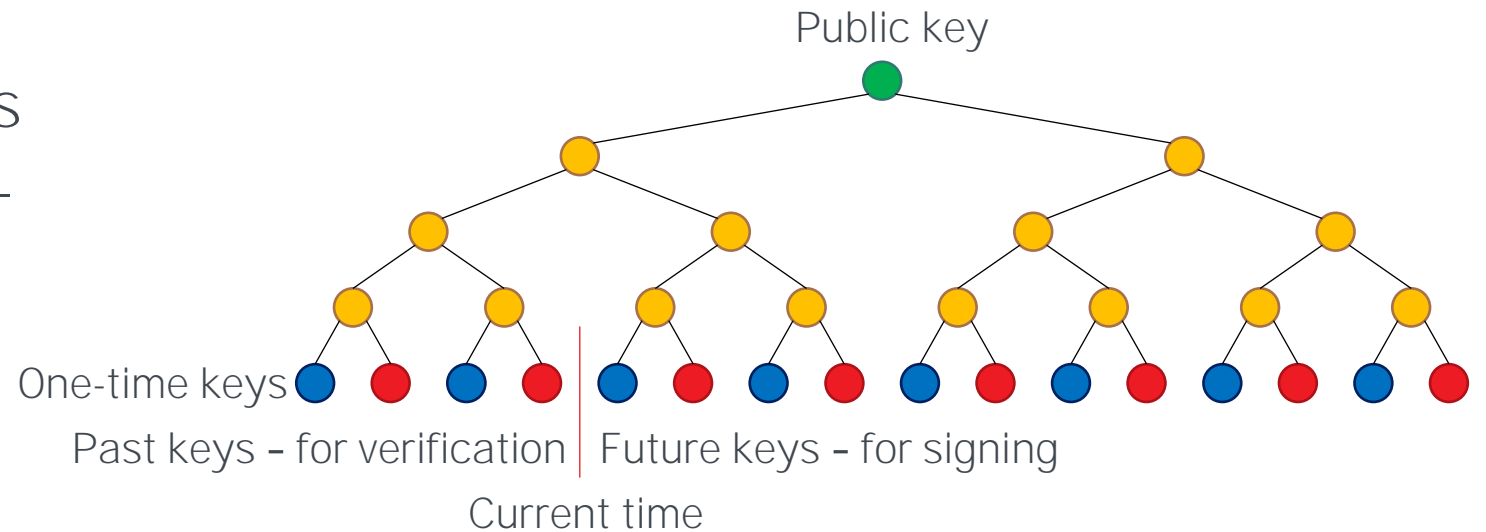 Public key
s
One-time keys
Past keys – for verification
Future keys – for signing
Current time